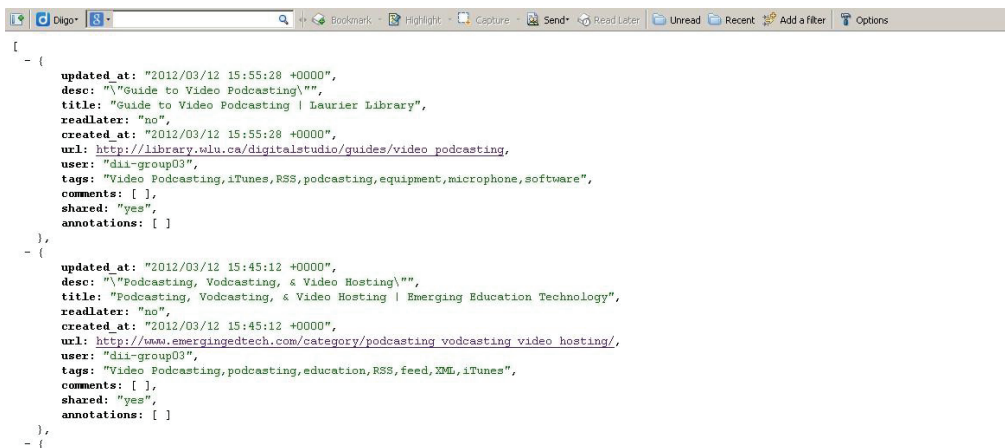 Diigo Bookmark Highlight Capture Send Read Later Unread Recent Add a filter Options
[
- {
updated_at: "2012/03/12 15:55:28 +0000",
desc: "\"Guide to Video Podcasting\"",
title: "Guide to Video Podcasting | Laurier Library",
readlater: "no",
created_at: "2012/03/12 15:55:28 +0000",
url: http://library.wlu.ca/digitalstudio/guides/video_podcasting,
user: "dii-group03",
tags: "Video Podcasting,iTunes,RSS,podcasting,equipment,microphone,software",
comments: [ ],
shared: "yes",
annotations: [ ]
},
- {
updated_at: "2012/03/12 15:45:12 +0000",
desc: "\"Podcasting, Vodcasting, & Video Hosting\"",
title: "Podcasting, Vodcasting, & Video Hosting | Emerging Education Technology",
readlater: "no",
created_at: "2012/03/12 15:45:12 +0000",
url: http://www.emergingedtech.com/category/podcasting_vodcasting_video_hosting/,
user: "dii-group03",
tags: "Video Podcasting,podcasting,education,RSS,feed,XML,iTunes",
comments: [ ],
shared: "yes",
annotations: [ ]
},
- {